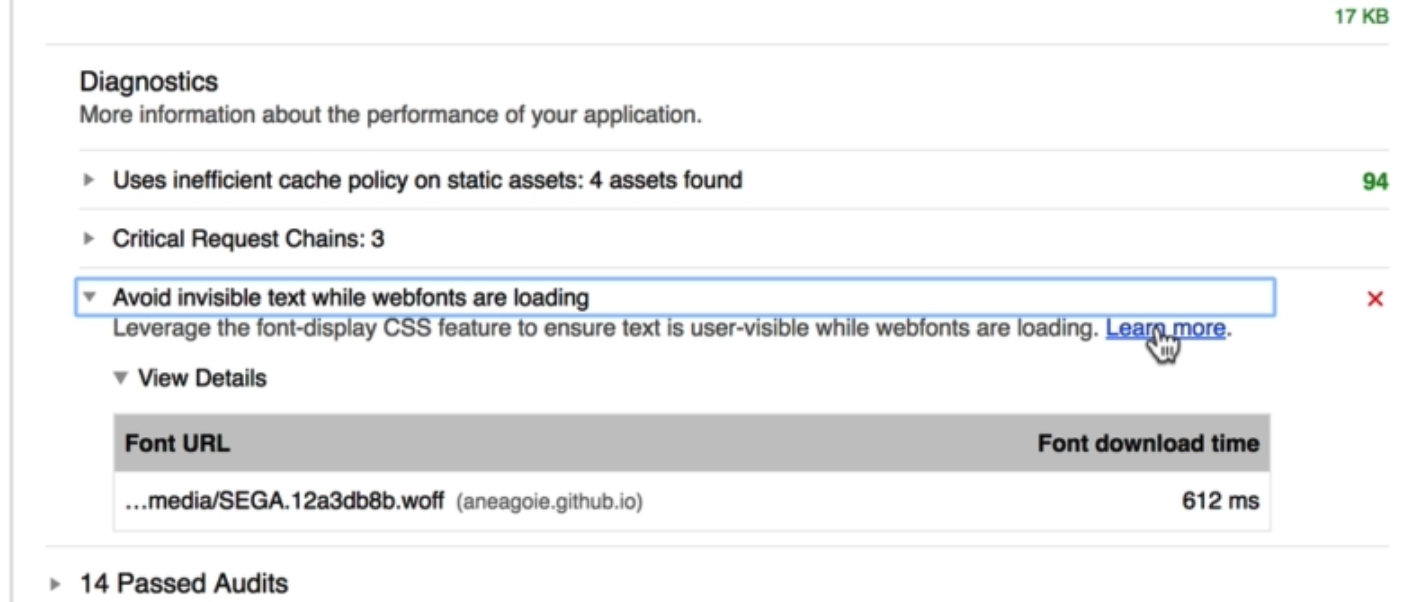 17 KB
Diagnostics
More information about the performance of your application.
Uses inefficient cache policy on static assets: 4 assets found 94
Critical Request Chains: 3
Avoid invisible text while webfonts are loading ✕
Leverage the font-display CSS feature to ensure text is user-visible while webfonts are loading. Learn more.
View Details
Font URL Font download time
...media/SEGA.12a3db8b.woff (aneagoie.github.io) 612 ms
14 Passed Audits